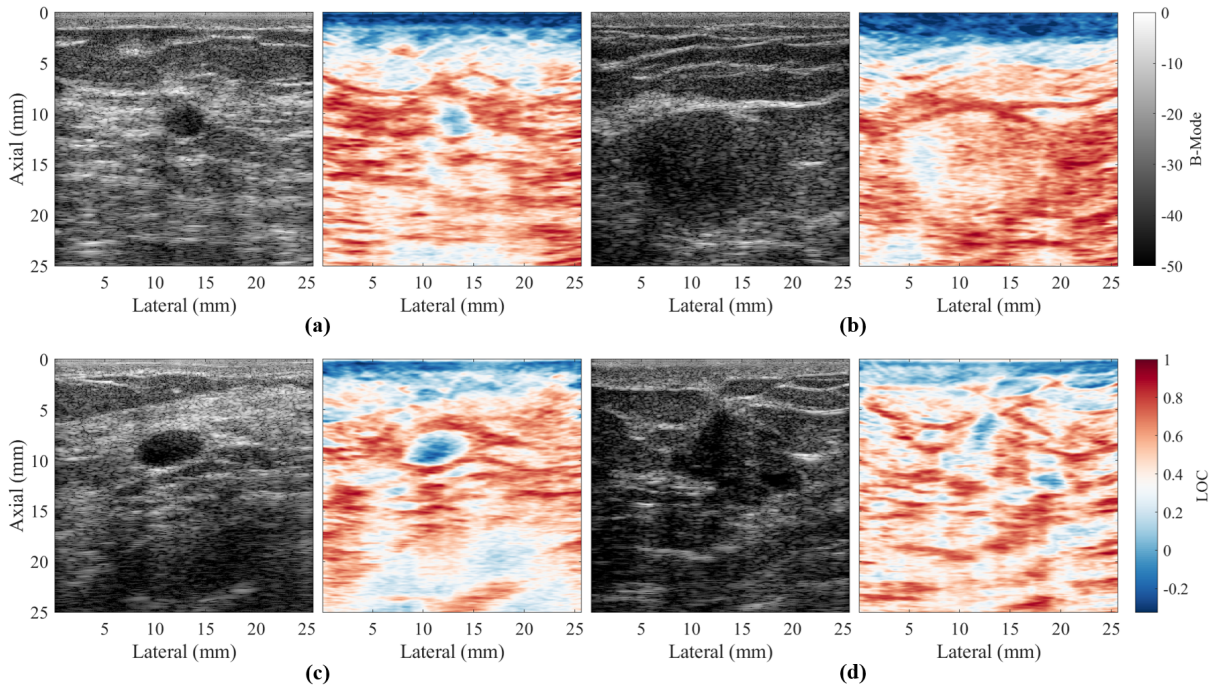 0
5
10
15
20
25
Axial (mm)
5 10 15 20 25
Lateral (mm)
5 10 15 20 25
Lateral (mm)
(a)
5 10 15 20 25
Lateral (mm)
5 10 15 20 25
Lateral (mm)
(b)
0
-10
-20
-30
-40
-50
B-Mode
0
5
10
15
20
25
Axial (mm)
5 10 15 20 25
Lateral (mm)
5 10 15 20 25
Lateral (mm)
(c)
5 10 15 20 25
Lateral (mm)
5 10 15 20 25
Lateral (mm)
(d)
1
0.8
0.6
0.4
0.2
0
-0.2
LOC